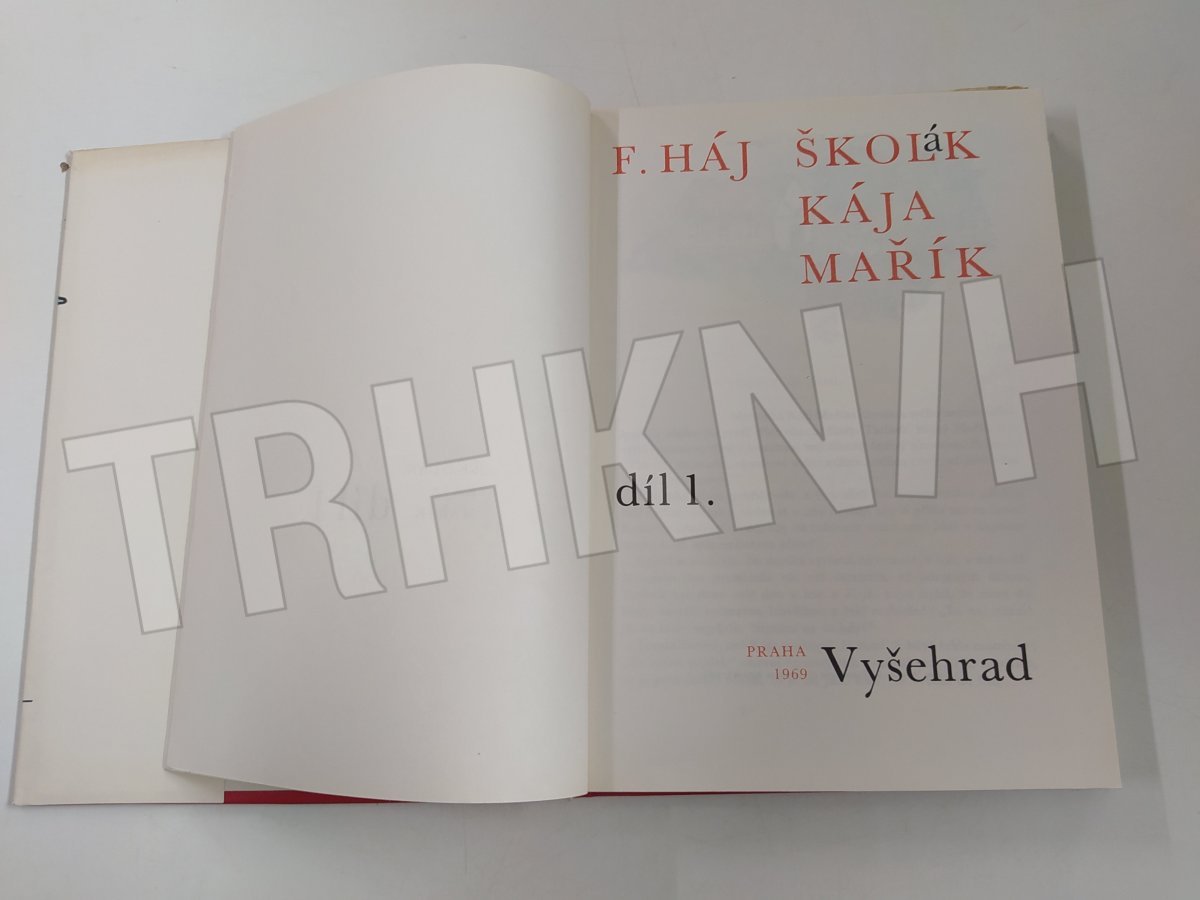 F. HÁJ ŠKOLáK
KÁJA
MAŘÍK
díl 1.
PRAHA
1969
Vyšehrad
TRHKNIH